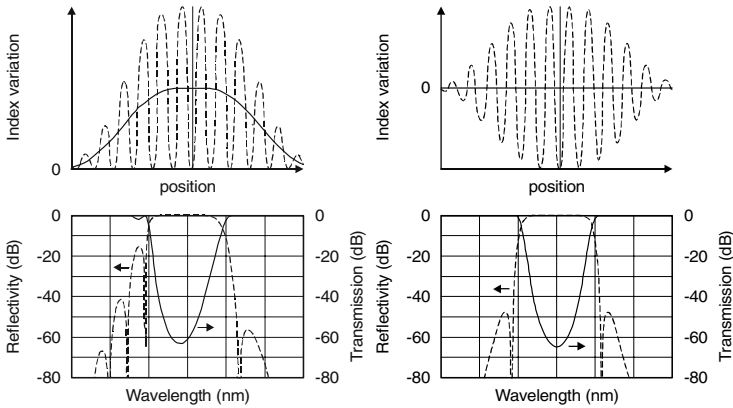 Index variation
0
position
Index variation
0
position
Reflectivity (dB)
0
-20
-40
-60
-80
0
-20
-40
-60
-80
Transmission (dB)
Wavelength (nm)
Reflectivity (dB)
0
-20
-40
-60
-80
0
-20
-40
-60
-80
Transmission (dB)
Wavelength (nm)